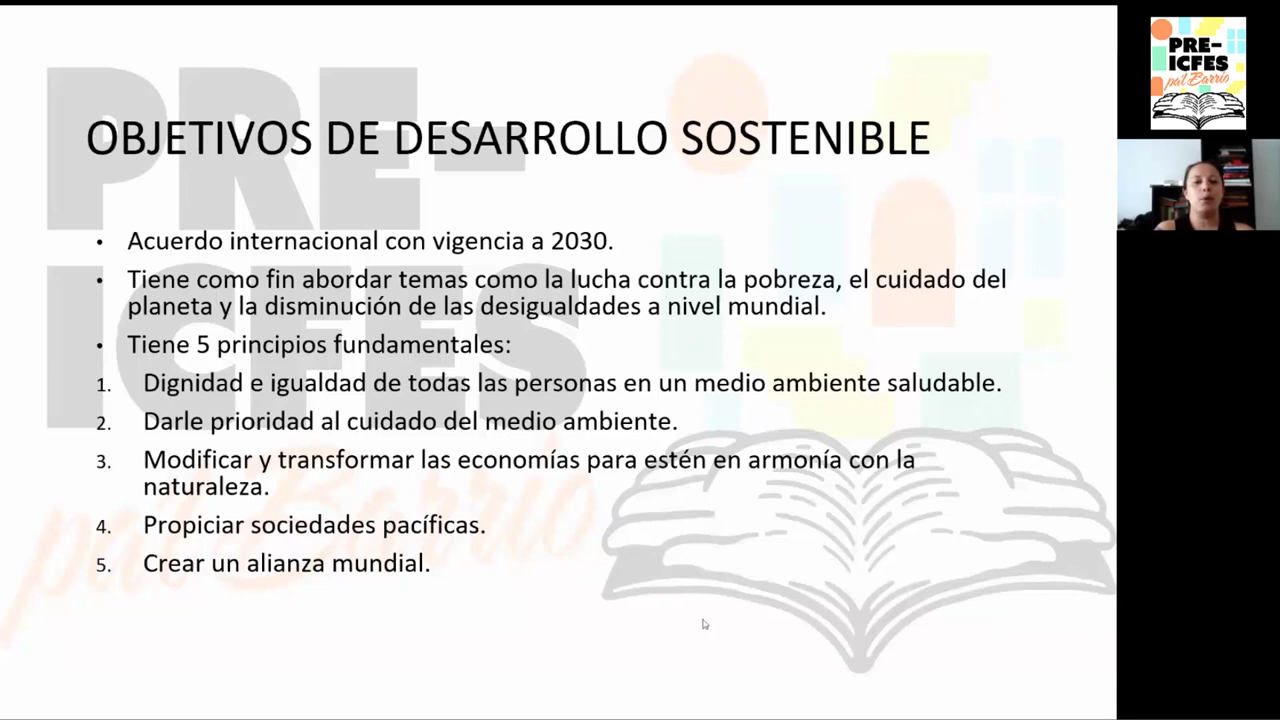 OBJETIVOS DE DESARROLLO SOSTENIBLE
• Acuerdo internacional con vigencia a 2030.
• Tiene como fin abordar temas como la lucha contra la pobreza, el cuidado del
planeta y la disminución de las desigualdades a nivel mundial.
• Tiene 5 principios fundamentales:
1. Dignidad e igualdad de todas las personas en un medio ambiente saludable.
2. Darle prioridad al cuidado del medio ambiente.
3. Modificar y transformar las economías para estén en armonía con la
naturaleza.
4. Propiciar sociedades pacíficas.
5. Crear un alianza mundial.
PRE-
ICFES
pa'l Barrio
PRE-
ICFES
pa'l Barrio